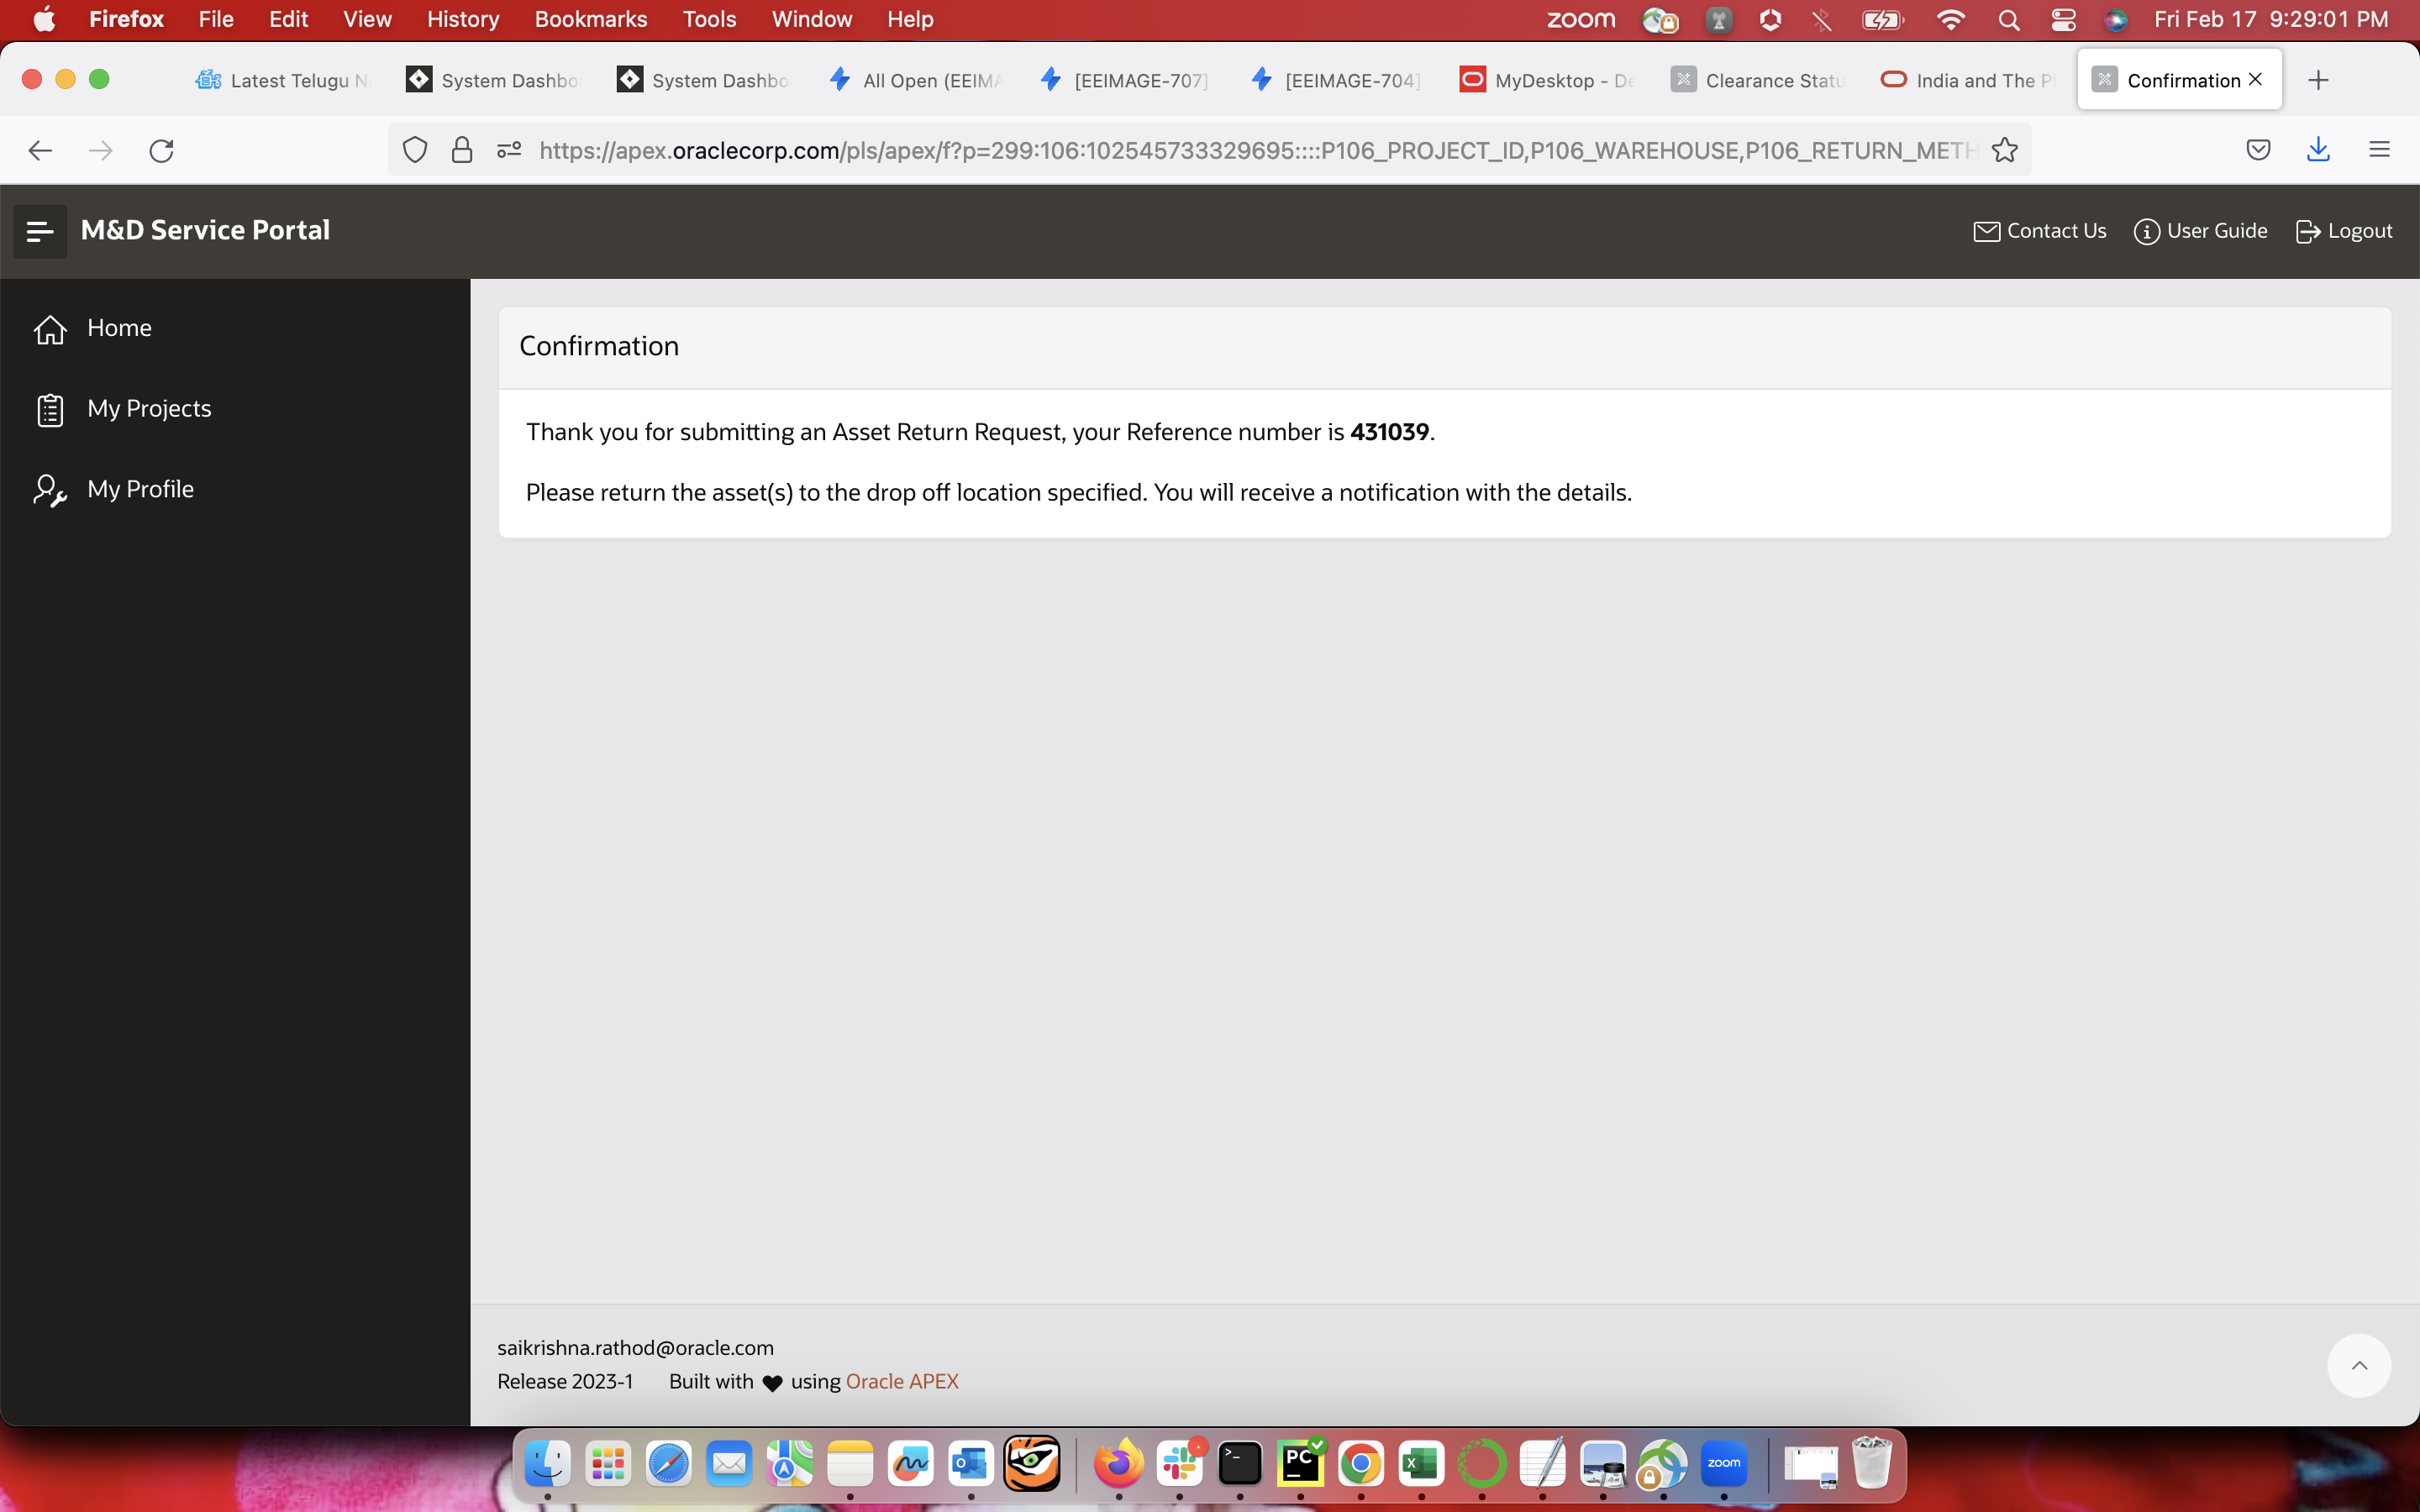 Firefox File Edit View History Bookmarks Tools Window Help zoom Fri Feb 17 9:29:01 PM
Latest Telugu N System Dashbo System Dashbo All Open (EEIMA [EEIMAGE-707] [EEIMAGE-704] MyDesktop - De Clearance Statu India and The P Confirmation
https://apex.oraclecorp.com/pls/apex/f?p=299:106:102545733329695::::P106_PROJECT_ID,P106_WAREHOUSE,P106_RETURN_METH
M&D Service Portal Contact Us User Guide Logout
Home
My Projects
My Profile
Confirmation
Thank you for submitting an Asset Return Request, your Reference number is 431039.
Please return the asset(s) to the drop off location specified. You will receive a notification with the details.
saikrishna.rathod@oracle.com
Release 2023-1 Built with ♥ using Oracle APEX
PC zoom